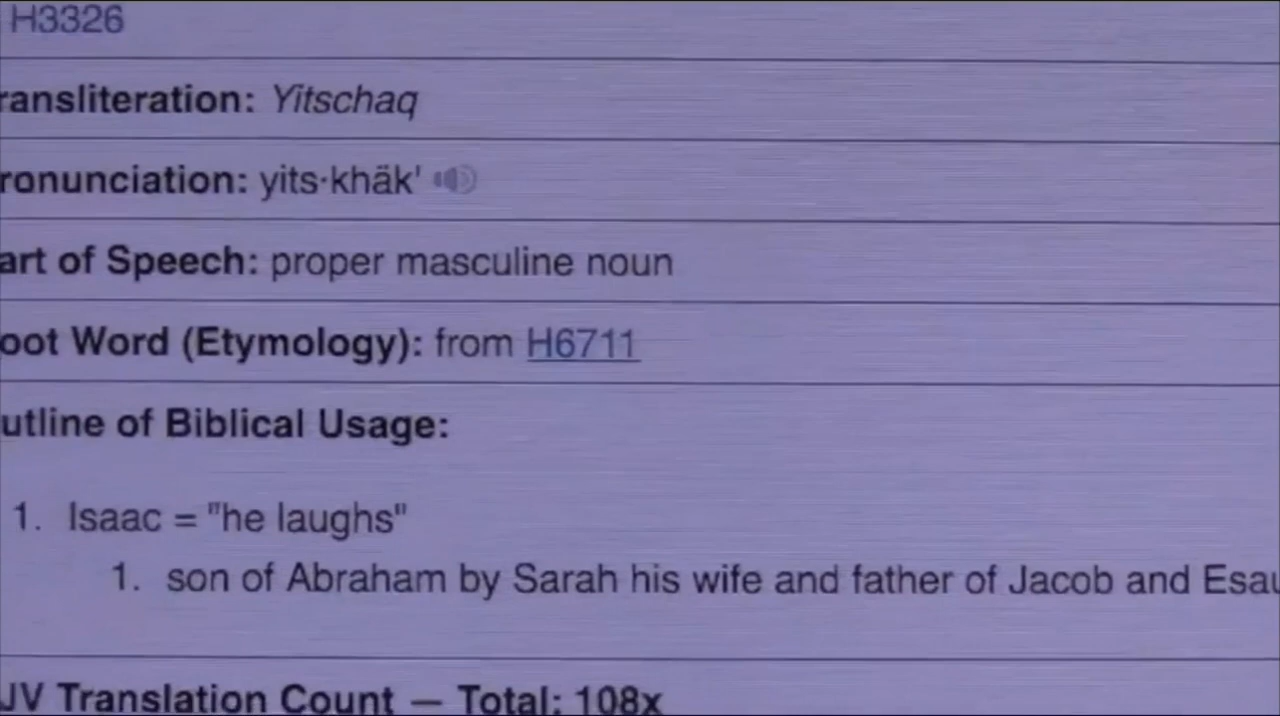 H3326
ransliteration: Yitschaq
ronunciation: yits·khäk'
art of Speech: proper masculine noun
oot Word (Etymology): from H6711
utline of Biblical Usage:
1. Isaac = "he laughs"
1. son of Abraham by Sarah his wife and father of Jacob and Esau
JV Translation Count — Total: 108x